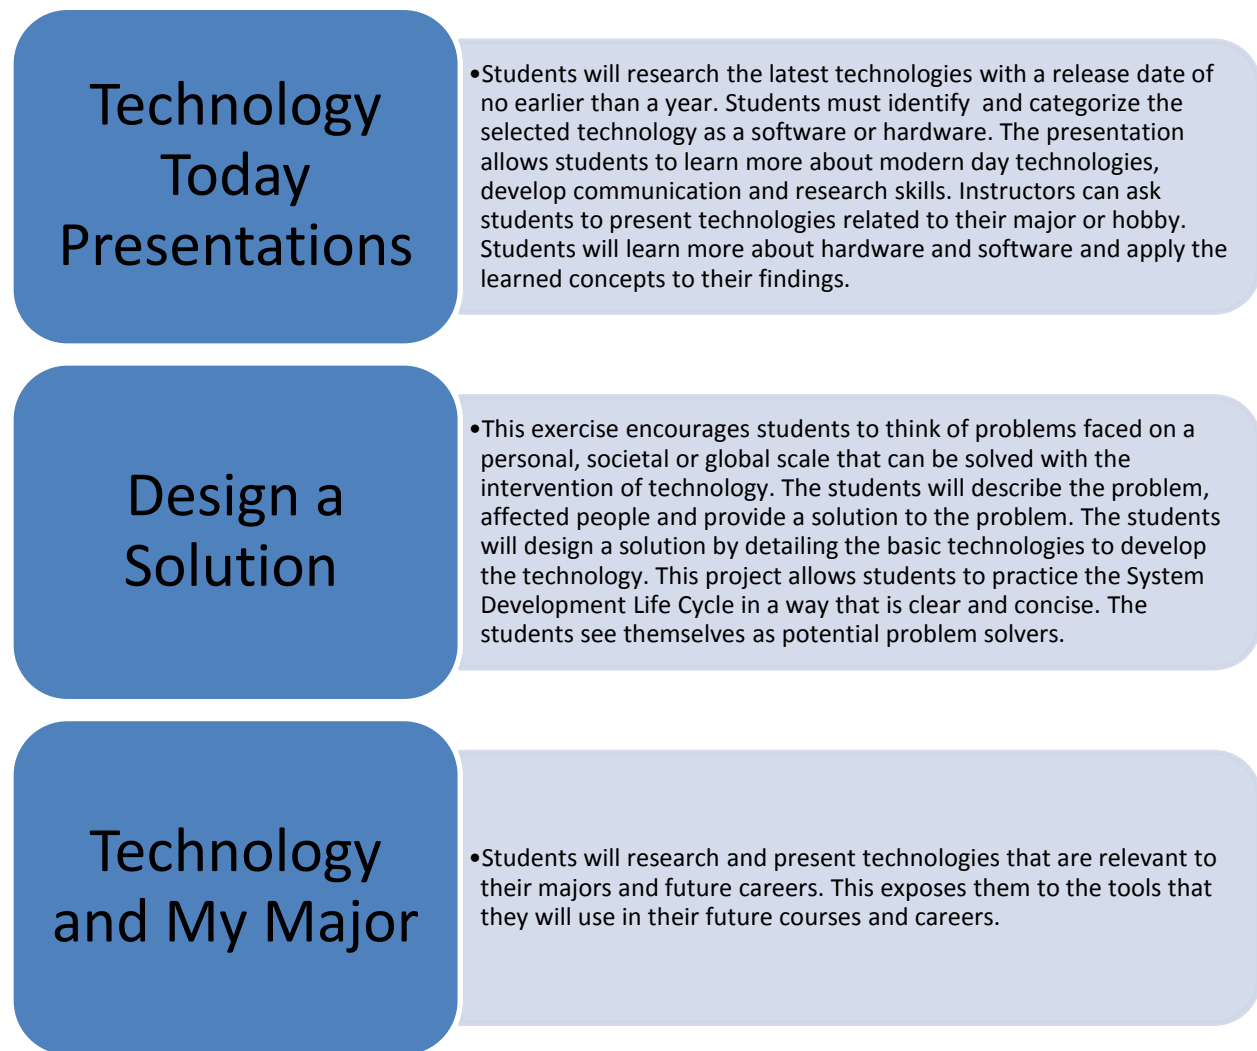 Technology
Today
Presentations
•Students will research the latest technologies with a release date of
no earlier than a year. Students must identify  and categorize the
selected technology as a software or hardware. The presentation
allows students to learn more about modern day technologies,
develop communication and research skills. Instructors can ask
students to present technologies related to their major or hobby.
Students will learn more about hardware and software and apply the
learned concepts to their findings.
Design a
Solution
•This exercise encourages students to think of problems faced on a
personal, societal or global scale that can be solved with the
intervention of technology. The students will describe the problem,
affected people and provide a solution to the problem. The students
will design a solution by detailing the basic technologies to develop
the technology. This project allows students to practice the System
Development Life Cycle in a way that is clear and concise. The
students see themselves as potential problem solvers.
Technology
and My Major
•Students will research and present technologies that are relevant to
their majors and future careers. This exposes them to the tools that
they will use in their future courses and careers.